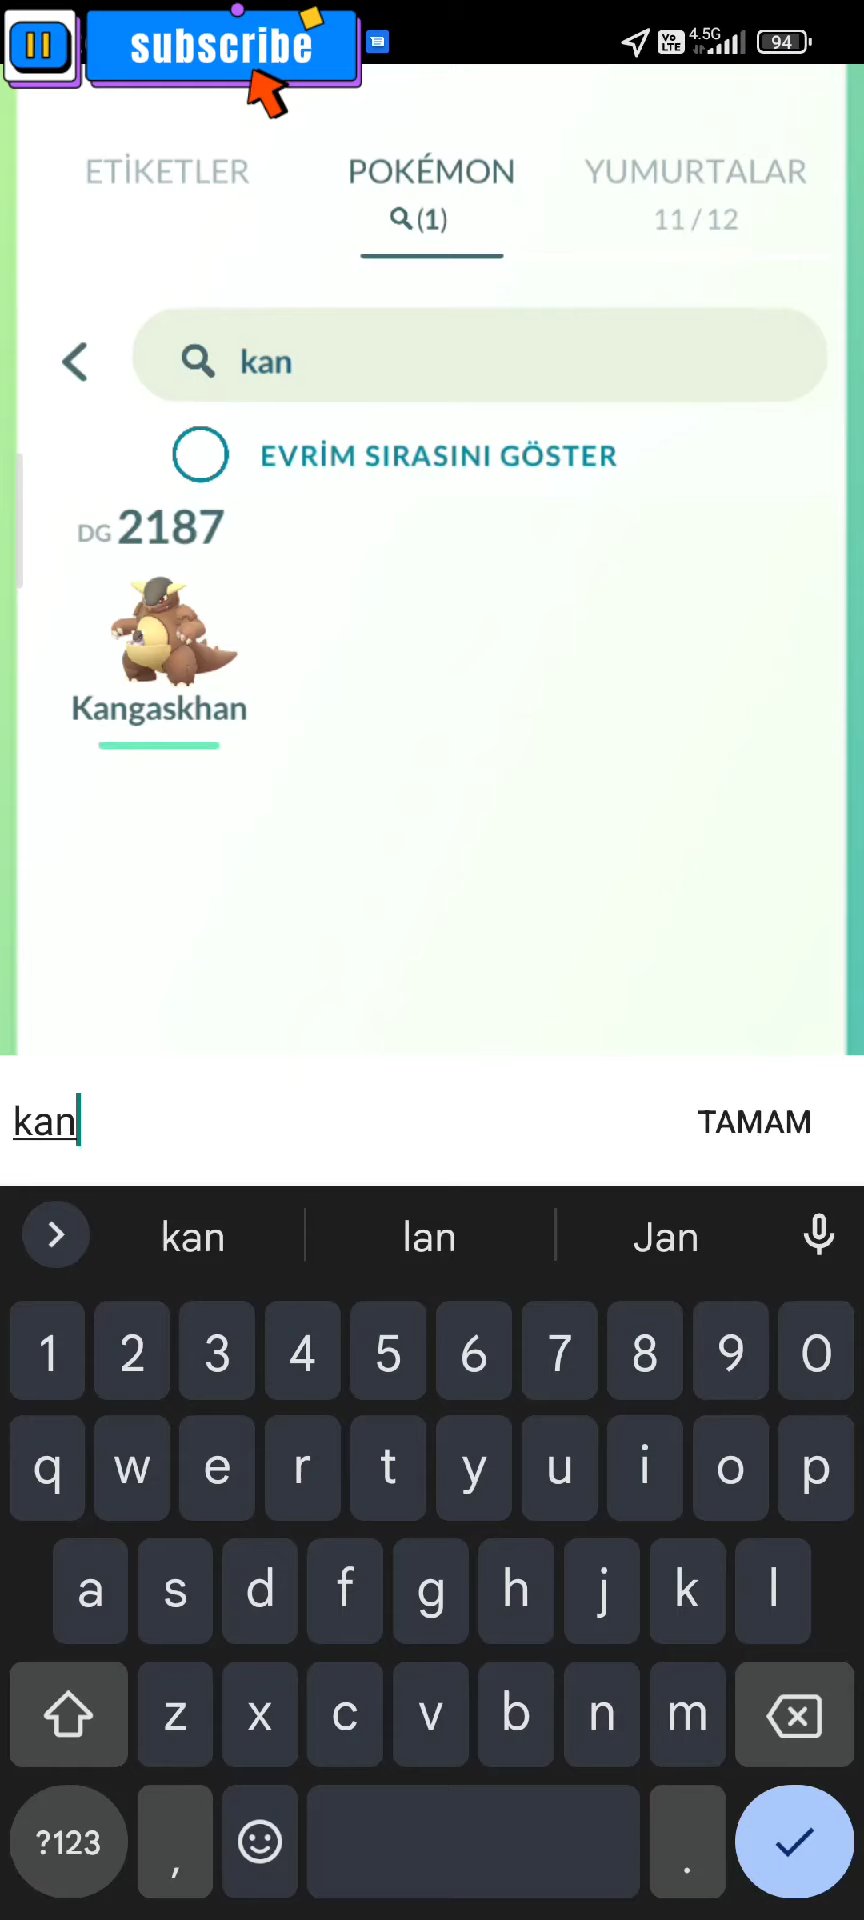 subscribe
VoLTE 4.5G 94
ETİKETLER POKÉMON YUMURTALAR
(1) 11 / 12
kan
EVRİM SIRASINI GÖSTER
DG 2187
Kangaskhan
kan TAMAM
kan lan Jan
1 2 3 4 5 6 7 8 9 0
q w e r t y u i o p
a s d f g h j k l
z x c v b n m
?123 , .